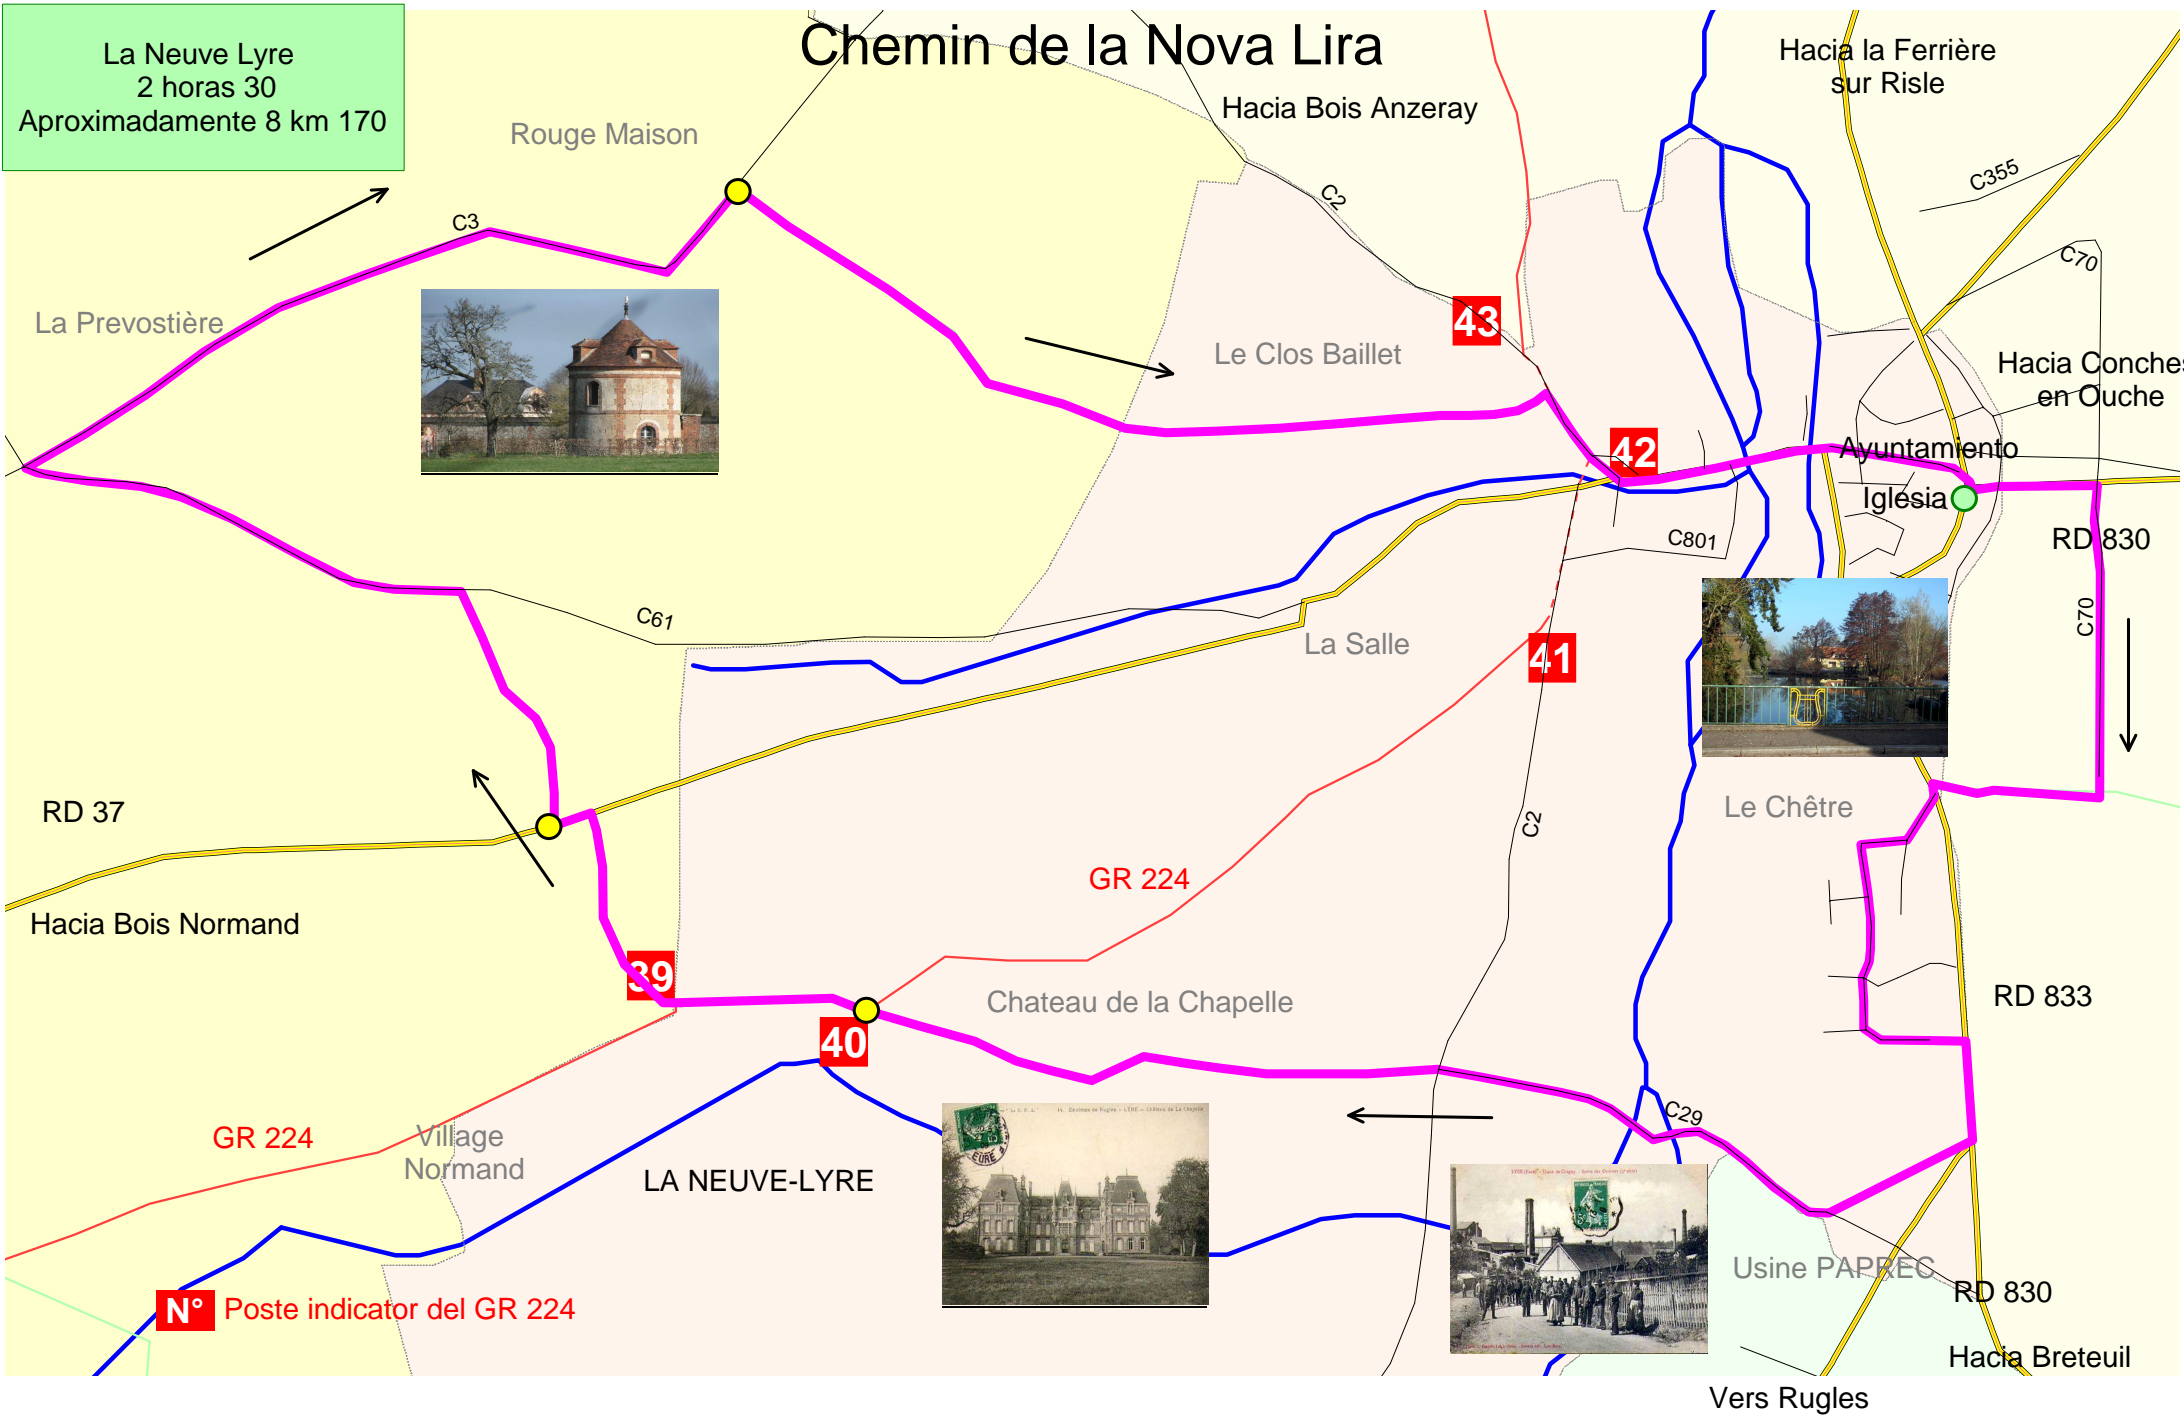 Chemin de la Nova Lira
La Neuve Lyre
2 horas 30
Aproximadamente 8 km 170
Hacia la Ferrière
sur Risle
Hacia Bois Anzeray
Rouge Maison
C355
C2
C3
C70
La Prevostière
43
Le Clos Baillet
Hacia Conches
en Ouche
42
Ayuntamiento
Iglesia
C801
RD 830
C61
C70
La Salle
41
RD 37
Le Chêtre
C2
GR 224
Hacia Bois Normand
39
Chateau de la Chapelle
RD 833
40
C29
GR 224
Village
Normand
LA NEUVE-LYRE
EURE
Usine PAPREC
RD 830
N° Poste indicator del GR 224
Hacia Breteuil
Vers Rugles